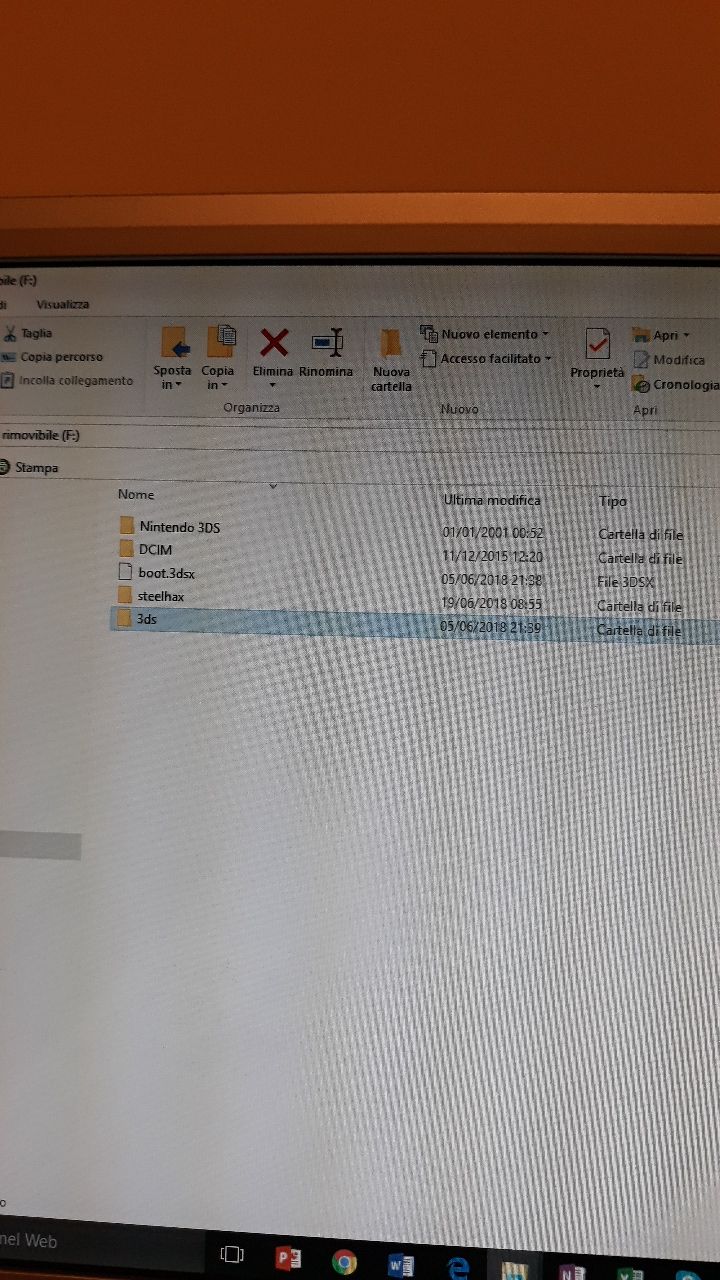 bile (F:)
di Visualizza
Taglia
Copia percorso
Incolla collegamento
Sposta in
Copia in
Elimina
Rinomina
Organizza
Nuova cartella
Nuovo elemento
Accesso facilitato
Nuovo
Proprietà
Apri
Modifica
Cronologia
Apri
rimovibile (F:)
Stampa
Nome Ultima modifica Tipo
Nintendo 3DS 01/01/2001 00:52 Cartella di file
DCIM 11/12/2015 12:20 Cartella di file
boot.3dsx 05/06/2018 21:38 File 3DSX
steelhax 19/06/2018 08:55 Cartella di file
3ds 05/06/2018 21:39 Cartella di file
o
nel Web